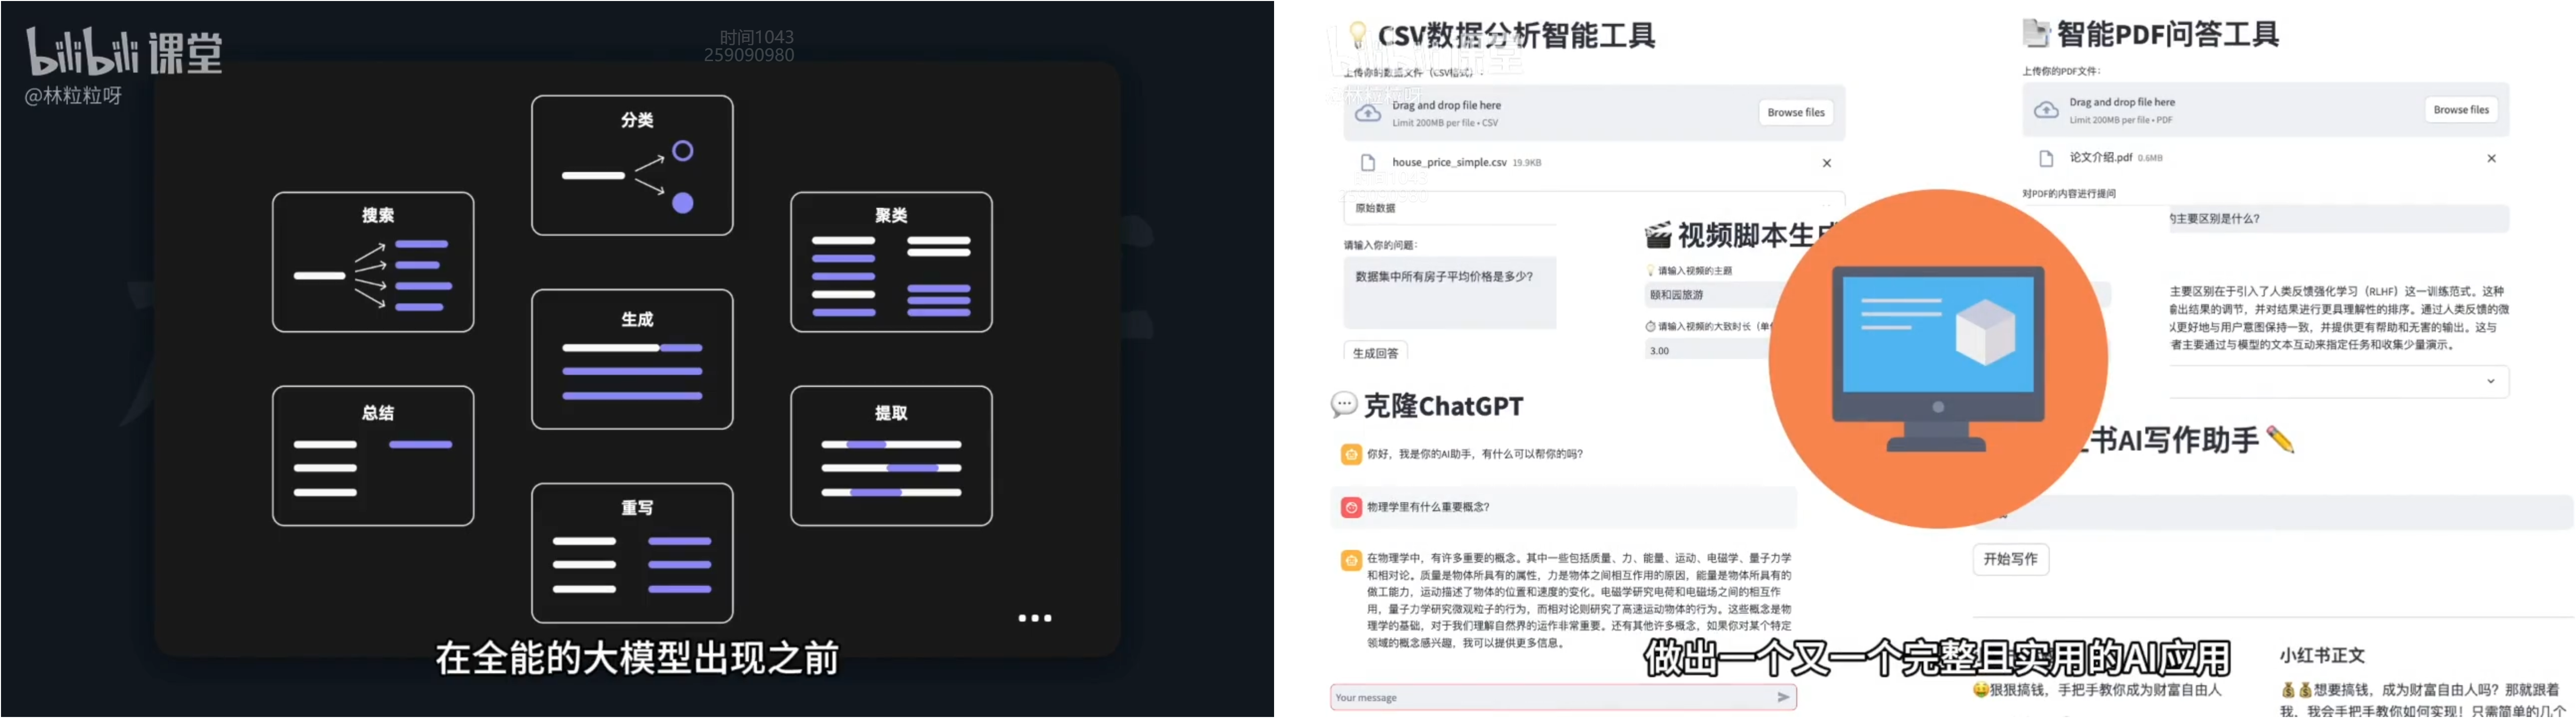 bilibili 课堂
@林粒粒呀
时间1043
259090980
分类
搜索
聚类
生成
总结
提取
重写
在全能的大模型出现之前
CSV数据分析智能工具
上传你的数据文件（CSV格式）:
Drag and drop file here
Limit 200MB per file • CSV
Browse files
house_price_simple.csv 19.9KB
原始数据
请输入你的问题:
数据集中所有房子平均价格是多少?
生成回答
视频脚本生
请输入视频的主题
颐和园旅游
请输入视频的大致时长（单
3.00
智能PDF问答工具
上传你的PDF文件:
Drag and drop file here
Limit 200MB per file • PDF
Browse files
论文介绍.pdf 0.6MB
对PDF的内容进行提问
的主要区别是什么?
主要区别在于引入了人类反馈强化学习（RLHF）这一训练范式。这种
输出结果的调节，并对结果进行更具理解性的排序。通过人类反馈的微
以更好地与用户意图保持一致，并提供更有帮助和无害的输出。这与
者主要通过与模型的文本互动来指定任务和收集少量演示。
克隆ChatGPT
你好，我是你的AI助手，有什么可以帮你的吗?
物理学里有什么重要概念?
在物理学中，有许多重要的概念。其中一些包括质量、力、能量、运动、电磁学、量子力学
和相对论。质量是物体所具有的属性，力是物体之间相互作用的原因，能量是物体所具有的
做工能力，运动描述了物体的位置和速度的变化。电磁学研究电荷和电磁场之间的相互作
用，量子力学研究微观粒子的行为，而相对论则研究了高速运动物体的行为。这些概念是物
理学的基础，对于我们理解自然界的运作非常重要。还有其他许多概念，如果你对某个特定
领域的概念感兴趣，我可以提供更多信息。
Your message
书AI写作助手
开始写作
做出一个又一个完整且实用的AI应用
狠狠搞钱，手把手教你成为财富自由人
小红书正文
想要搞钱，成为财富自由人吗？那就跟着
我，我会手把手教你如何实现！只需简单的几个